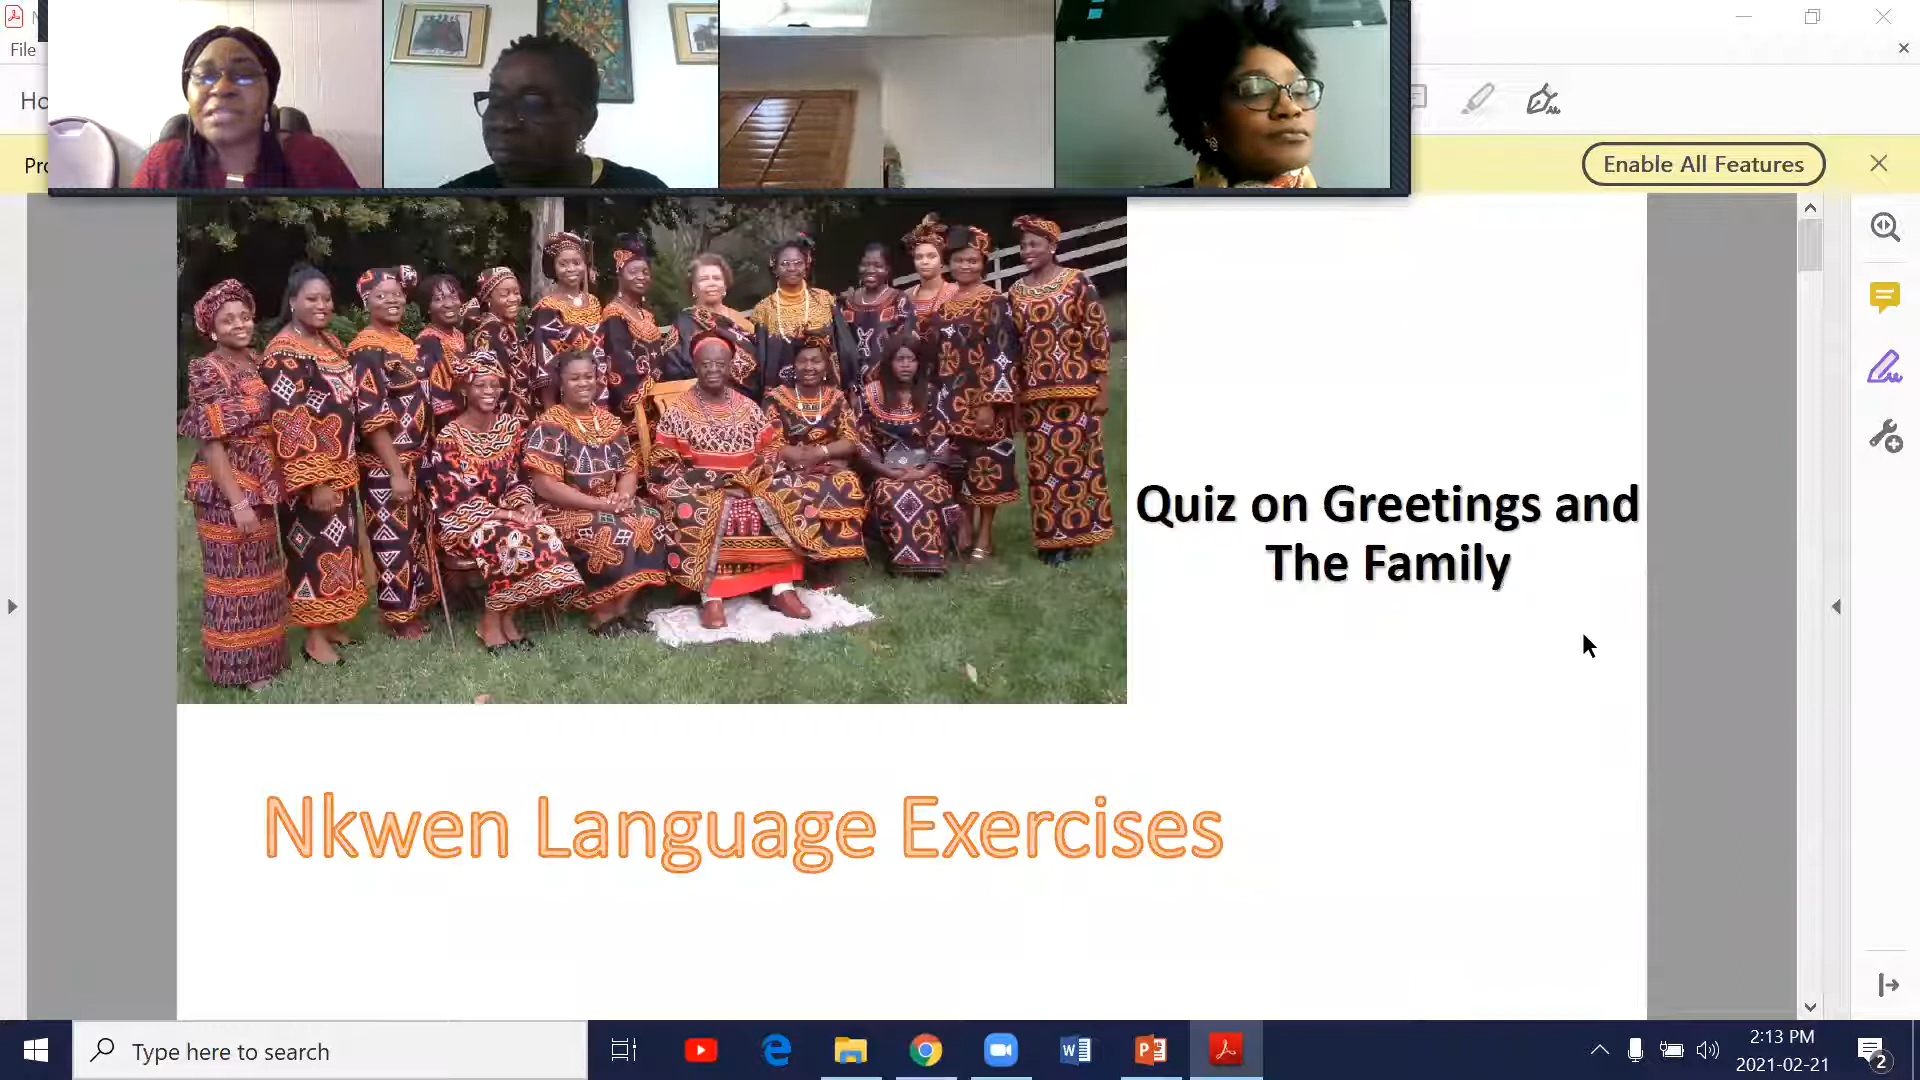 File
Ho
Pro
Enable All Features
Quiz on Greetings and
The Family
Nkwen Language Exercises
Type here to search
2:13 PM
2021-02-21
2